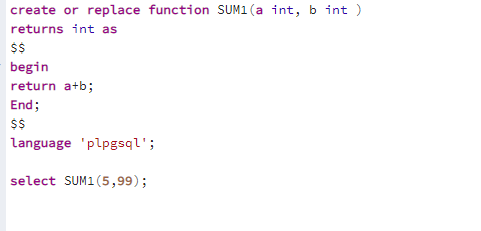 create or replace function SUM1(a int, b int )
returns int as
$$
begin
return a+b;
End;
$$
language 'plpgsql';
select SUM1(5,99);